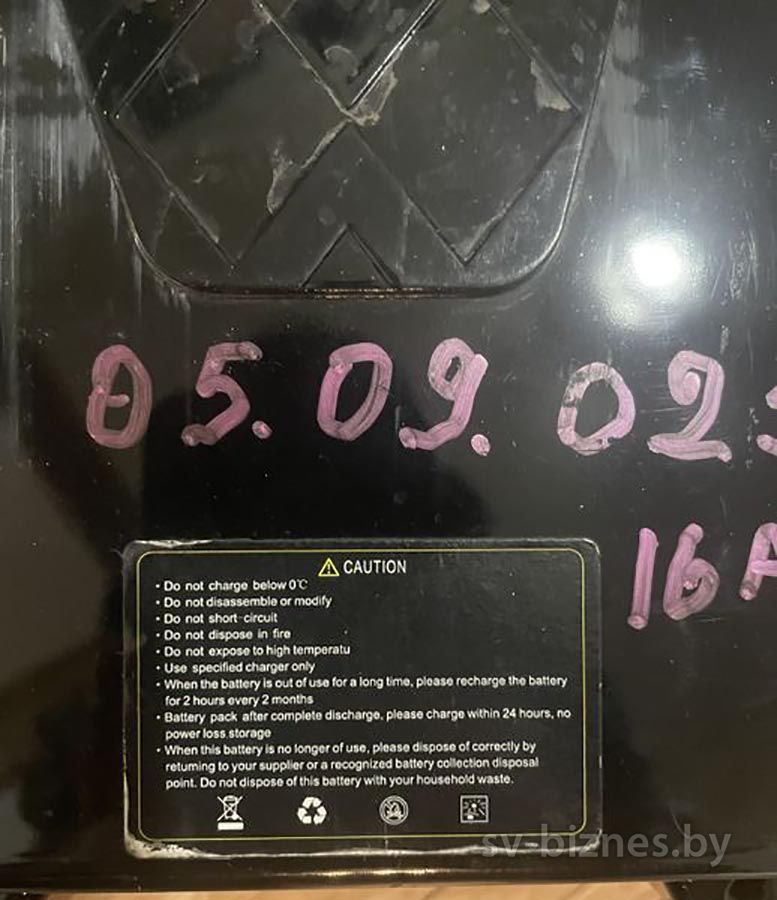 05.09.02
16A
CAUTION
• Do not charge below 0℃
• Do not disassemble or modify
• Do not short-circuit
• Do not dispose in fire
• Do not expose to high temperatu
• Use specified charger only
• When the battery is out of use for a long time, please recharge the battery
for 2 hours every 2 months
• Battery pack after complete discharge, please charge within 24 hours, no
power loss storage
• When this battery is no longer of use, please dispose of correctly by
returning to your supplier or a recognized battery collection disposal
point. Do not dispose of this battery with your household waste.
sv-biznes.by